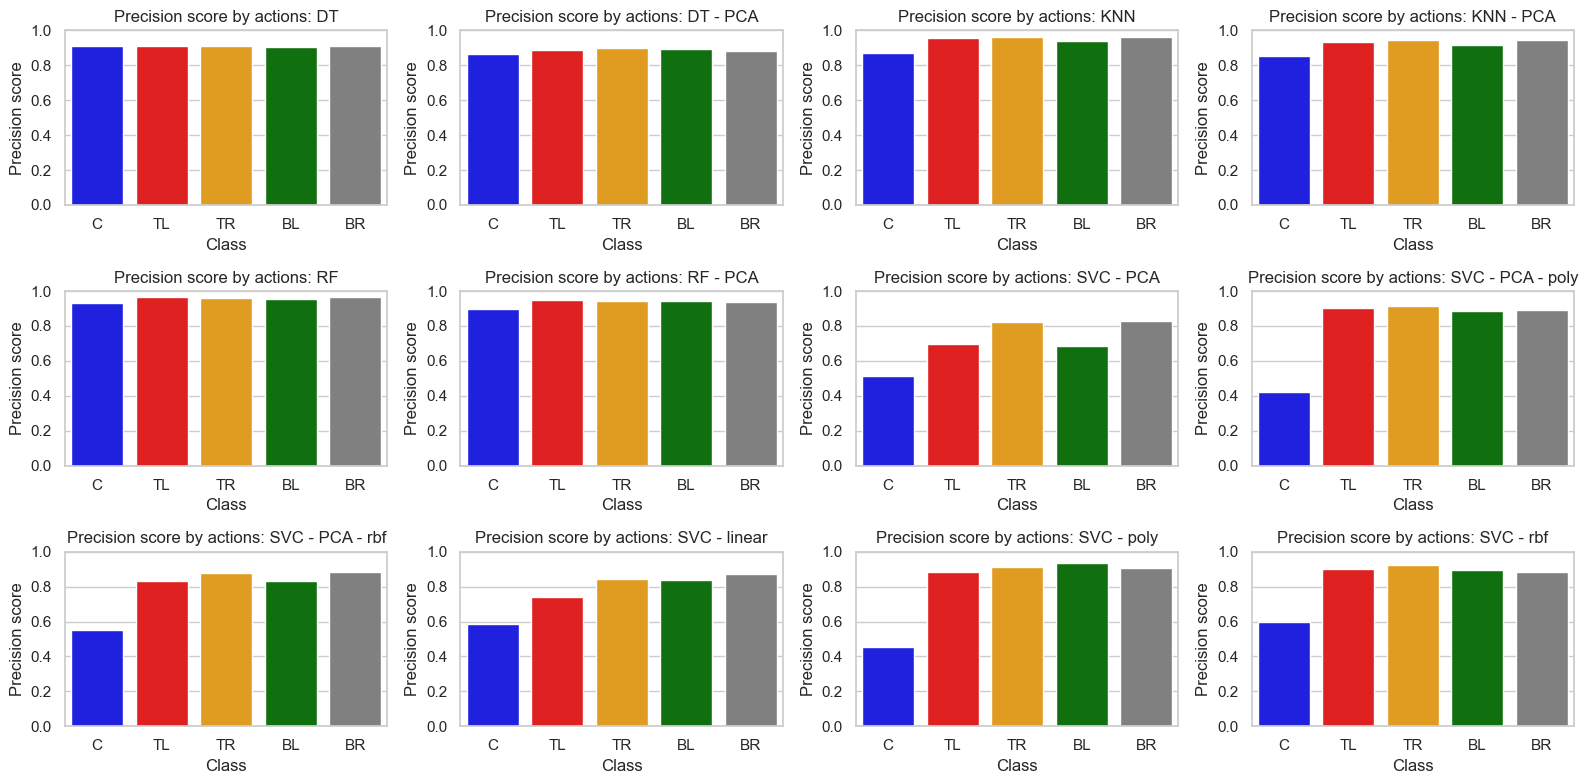 Precision score by actions: DT
Precision score
1.0
0.8
0.6
0.4
0.2
0.0
C TL TR BL BR
Class
Precision score by actions: DT - PCA
Precision score
1.0
0.8
0.6
0.4
0.2
0.0
C TL TR BL BR
Class
Precision score by actions: KNN
Precision score
1.0
0.8
0.6
0.4
0.2
0.0
C TL TR BL BR
Class
Precision score by actions: KNN - PCA
Precision score
1.0
0.8
0.6
0.4
0.2
0.0
C TL TR BL BR
Class
Precision score by actions: RF
Precision score
1.0
0.8
0.6
0.4
0.2
0.0
C TL TR BL BR
Class
Precision score by actions: RF - PCA
Precision score
1.0
0.8
0.6
0.4
0.2
0.0
C TL TR BL BR
Class
Precision score by actions: SVC - PCA
Precision score
1.0
0.8
0.6
0.4
0.2
0.0
C TL TR BL BR
Class
Precision score by actions: SVC - PCA - poly
Precision score
1.0
0.8
0.6
0.4
0.2
0.0
C TL TR BL BR
Class
Precision score by actions: SVC - PCA - rbf
Precision score
1.0
0.8
0.6
0.4
0.2
0.0
C TL TR BL BR
Class
Precision score by actions: SVC - linear
Precision score
1.0
0.8
0.6
0.4
0.2
0.0
C TL TR BL BR
Class
Precision score by actions: SVC - poly
Precision score
1.0
0.8
0.6
0.4
0.2
0.0
C TL TR BL BR
Class
Precision score by actions: SVC - rbf
Precision score
1.0
0.8
0.6
0.4
0.2
0.0
C TL TR BL BR
Class